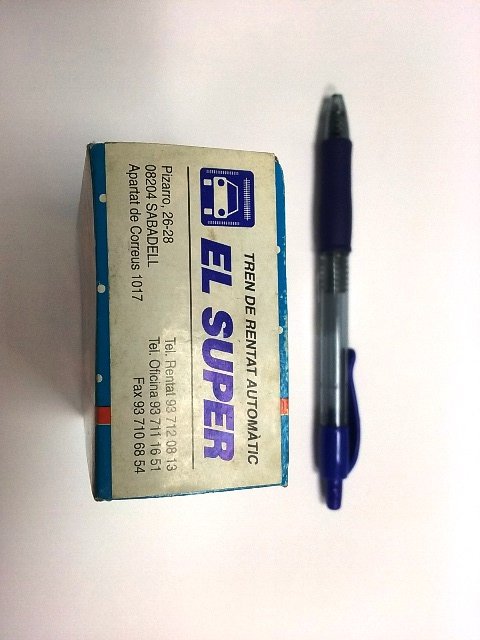 TREN DE RENTAT AUTOMÀTIC
EL SUPER
Pizarro, 26-28
08204 SABADELL
Apartat de Correus 1017
Tel. Rentat 93 712 08 13
Tel. Oficina 93 711 16 51
Fax 93 710 68 54